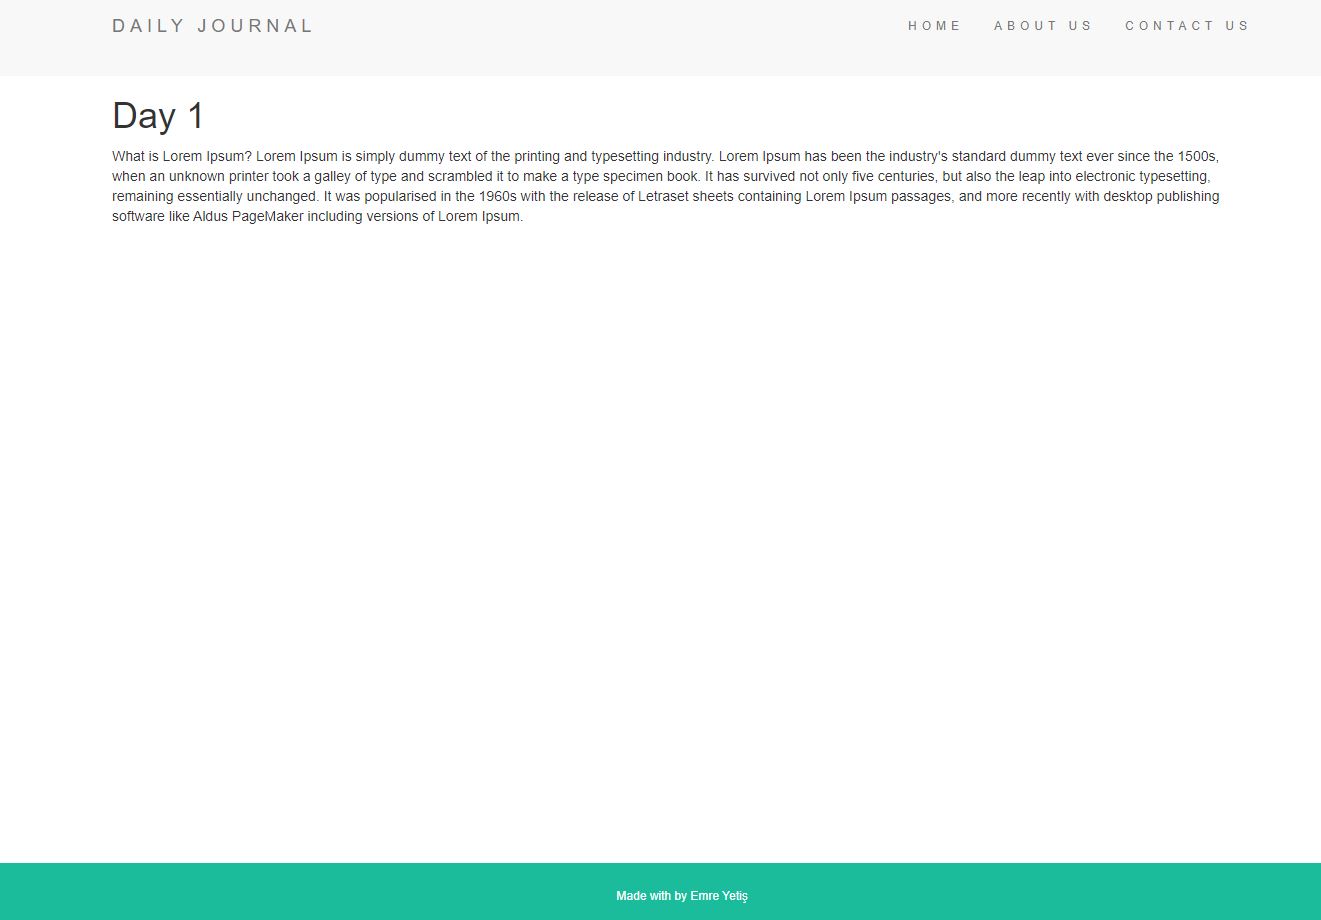 DAILY JOURNAL
HOME ABOUT US CONTACT US
Day 1
What is Lorem Ipsum? Lorem Ipsum is simply dummy text of the printing and typesetting industry. Lorem Ipsum has been the industry's standard dummy text ever since the 1500s,
when an unknown printer took a galley of type and scrambled it to make a type specimen book. It has survived not only five centuries, but also the leap into electronic typesetting,
remaining essentially unchanged. It was popularised in the 1960s with the release of Letraset sheets containing Lorem Ipsum passages, and more recently with desktop publishing
software like Aldus PageMaker including versions of Lorem Ipsum.
Made with by Emre Yetiş